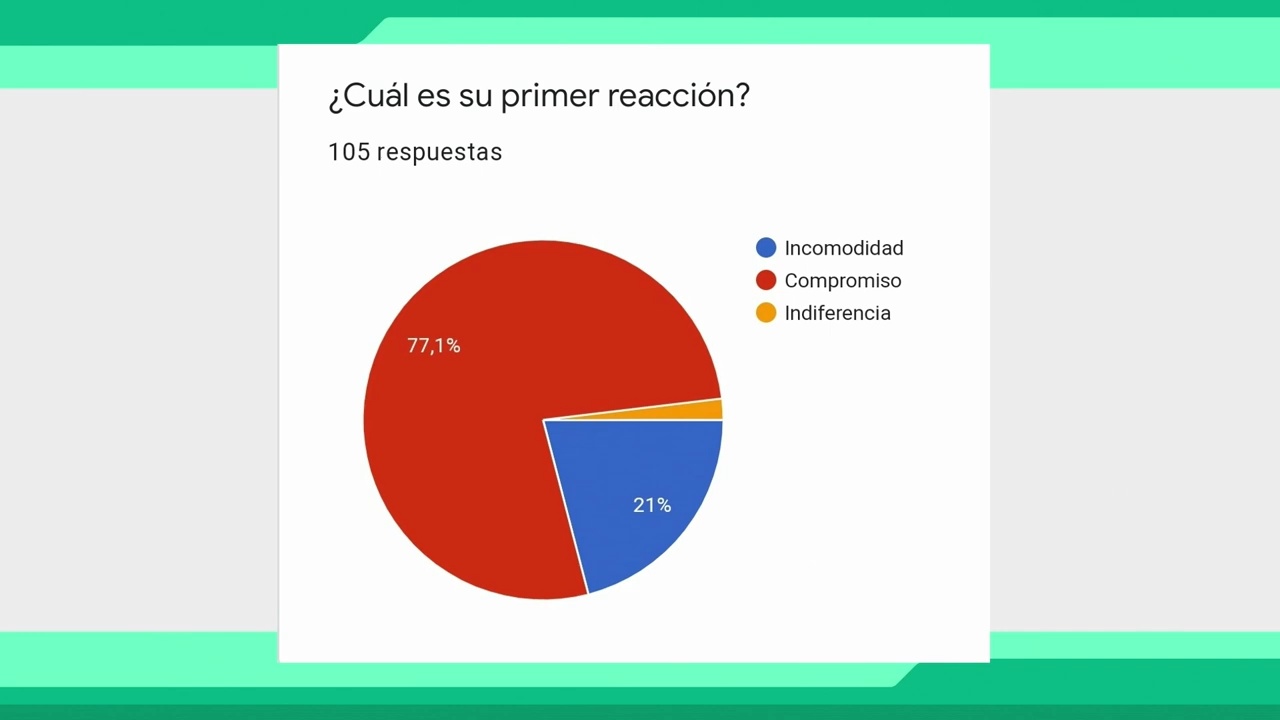 ¿Cuál es su primer reacción?
105 respuestas
Incomodidad
Compromiso
Indiferencia
77,1%
21%